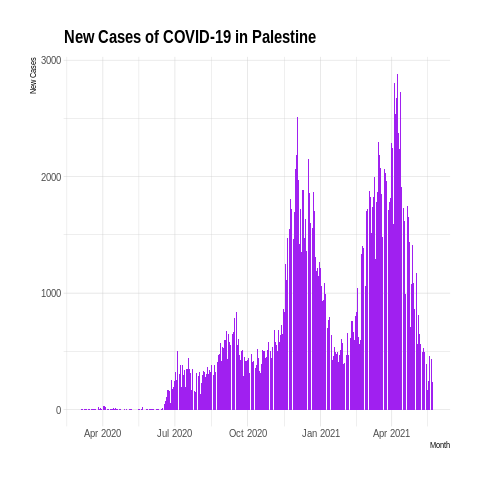 New Cases of COVID-19 in Palestine
New Cases
3000
2000
1000
0
Apr 2020 Jul 2020 Oct 2020 Jan 2021 Apr 2021
Month